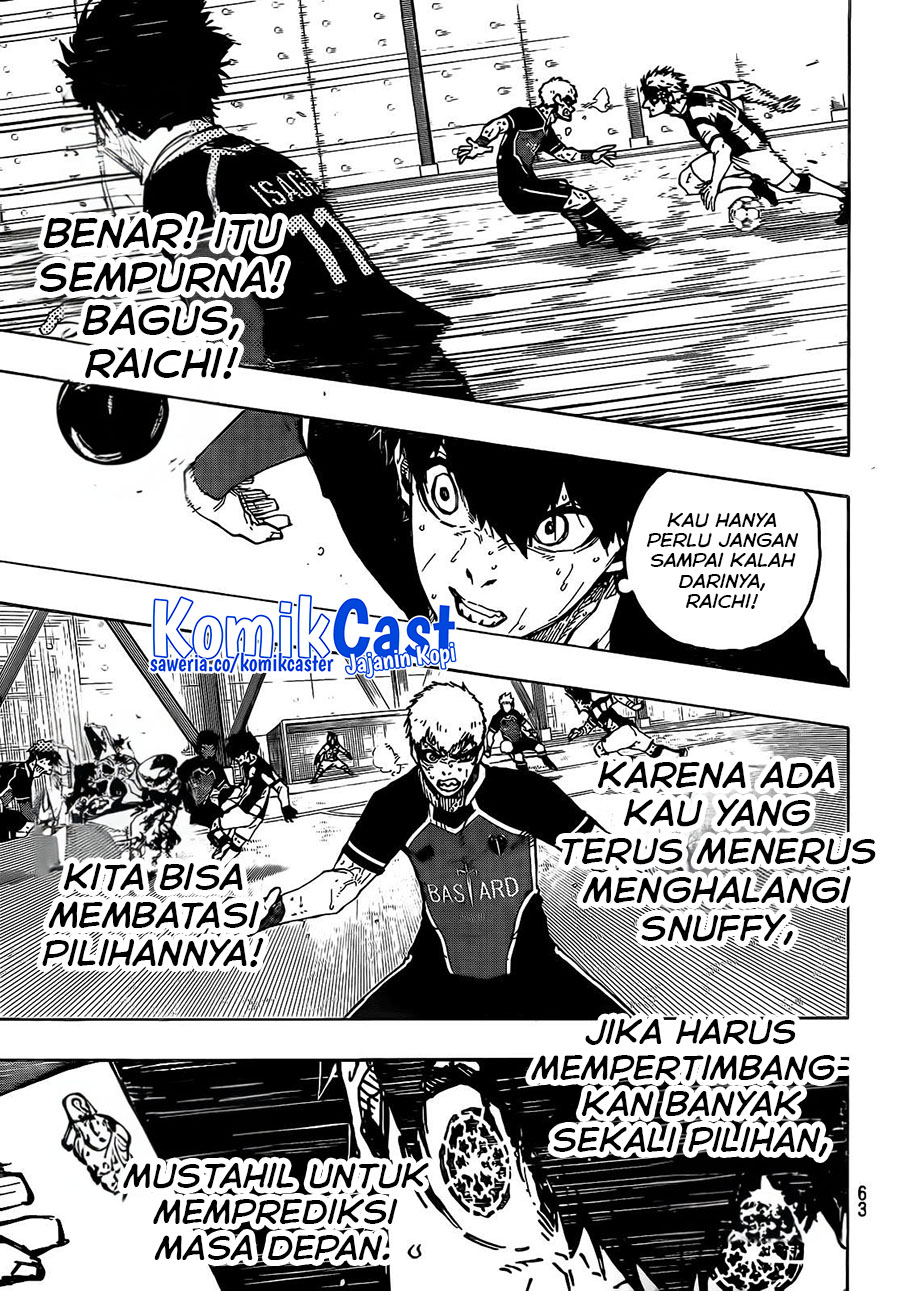 ISAG
11
BENAR! ITU
SEMPURNA!
BAGUS,
RAICHI!
KAU HANYA
PERLU JANGAN
SAMPAI KALAH
DARINYA,
RAICHI!
KomikCast
saweria.co/komikcaster Jajanin Kopi
KARENA ADA
KAU YANG
TERUS MENERUS
MENGHALANGI
SNUFFY,
BASTARD
KITA BISA
MEMBATASI
PILIHANNYA!
JIKA HARUS
MEMPERTIMBANG-
KAN BANYAK
SEKALI PILIHAN,
MUSTAHIL UNTUK
MEMPREDIKSI
MASA DEPAN.
63